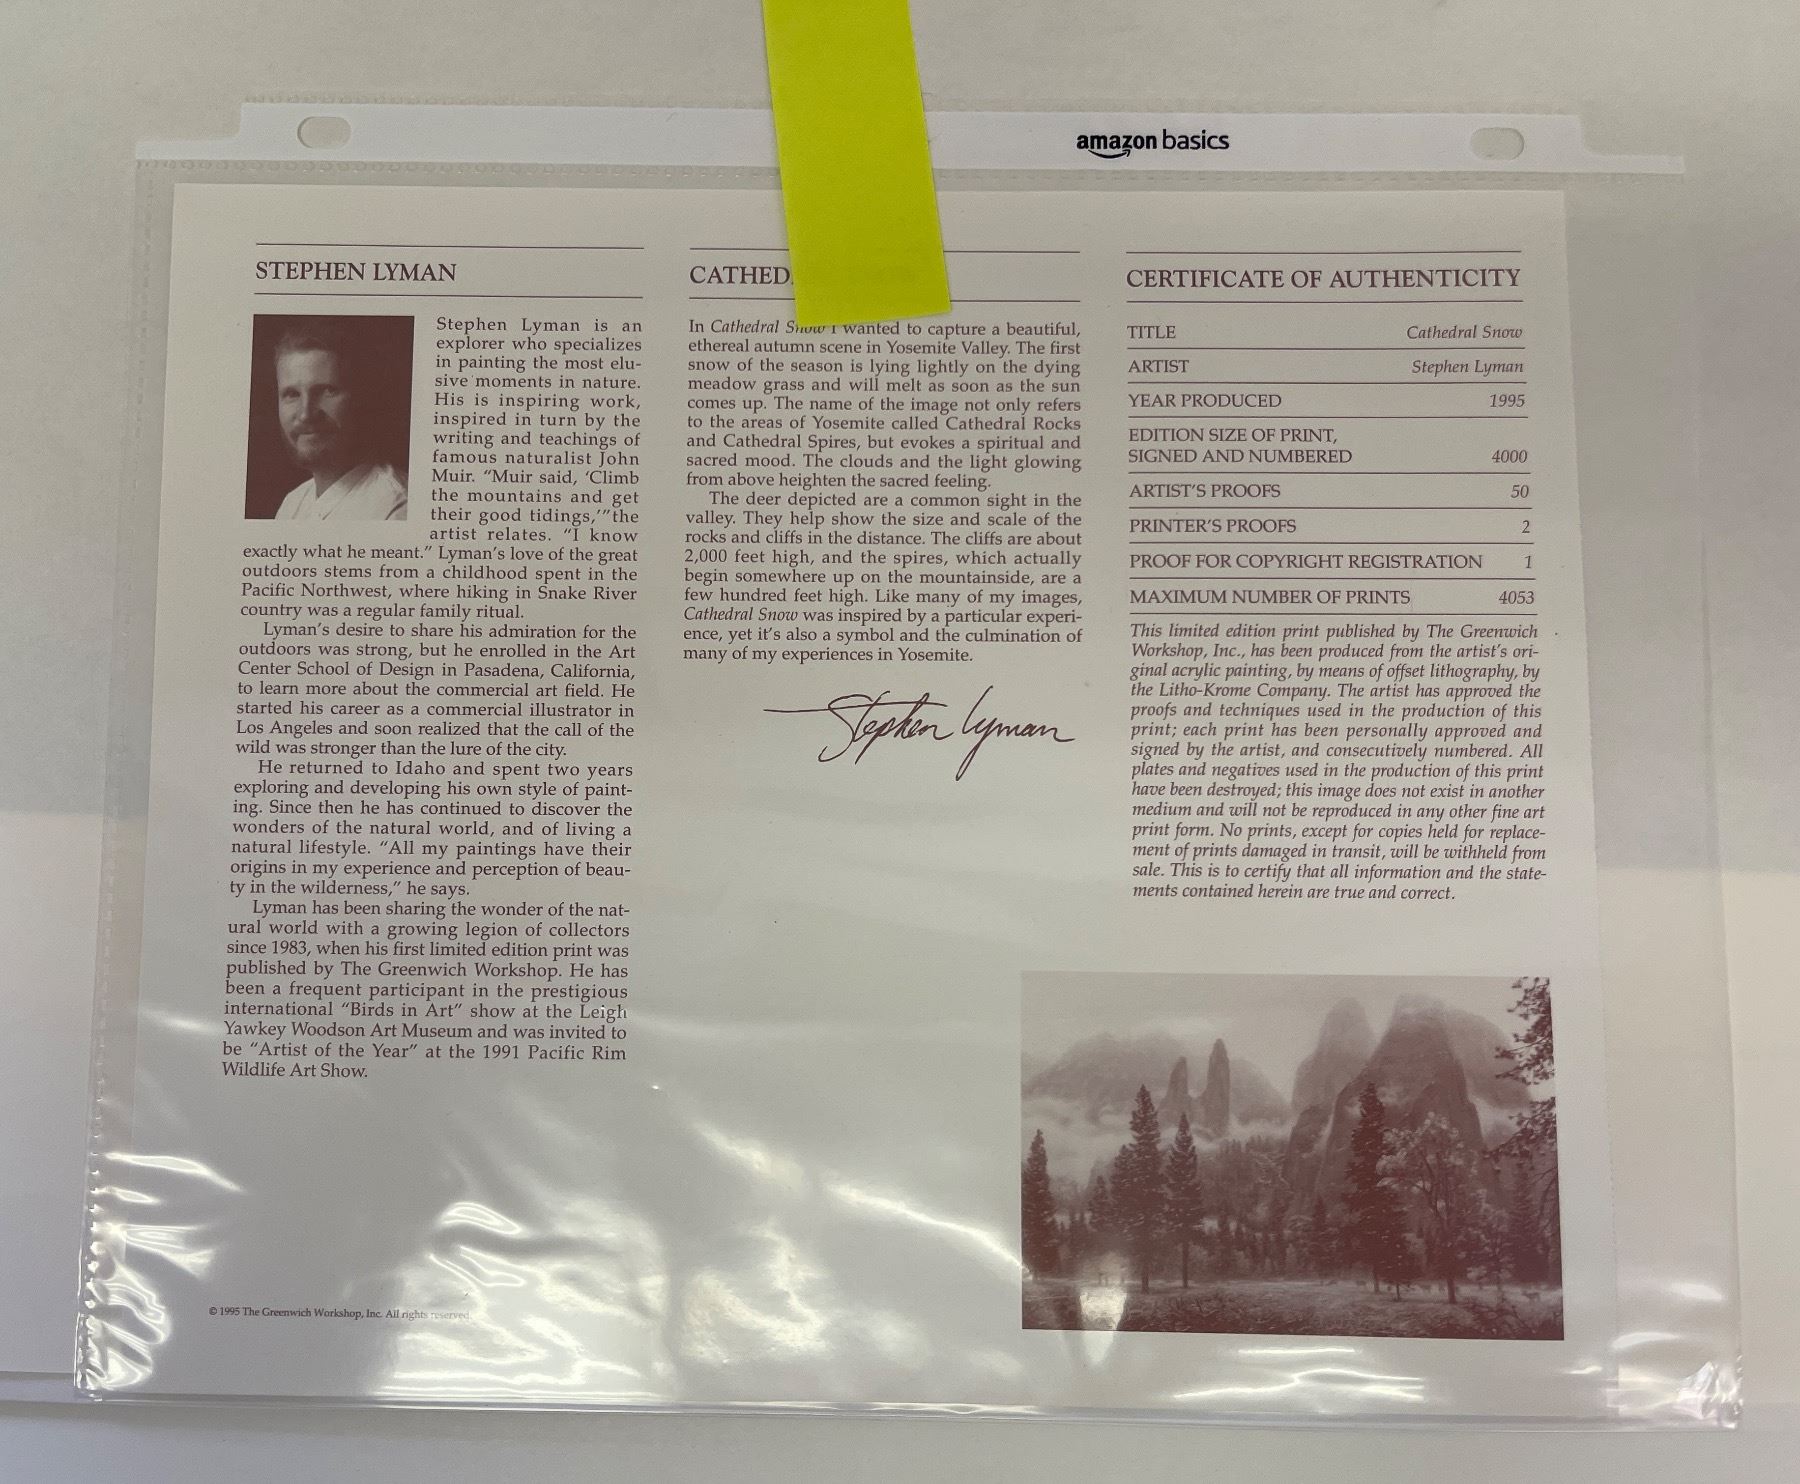 amazon basics
STEPHEN LYMAN
Stephen Lyman is an
explorer who specializes
in painting the most elu-
sive moments in nature.
His is inspiring work,
inspired in turn by the
writing and teachings of
famous naturalist John
Muir. “Muir said, ‘Climb
the mountains and get
their good tidings,’”the
artist relates. “I know
exactly what he meant.” Lyman’s love of the great
outdoors stems from a childhood spent in the
Pacific Northwest, where hiking in Snake River
country was a regular family ritual.
Lyman’s desire to share his admiration for the
outdoors was strong, but he enrolled in the Art
Center School of Design in Pasadena, California,
to learn more about the commercial art field. He
started his career as a commercial illustrator in
Los Angeles and soon realized that the call of the
wild was stronger than the lure of the city.
He returned to Idaho and spent two years
exploring and developing his own style of paint-
ing. Since then he has continued to discover the
wonders of the natural world, and of living a
natural lifestyle. “All my paintings have their
origins in my experience and perception of beau-
ty in the wilderness,” he says.
Lyman has been sharing the wonder of the nat-
ural world with a growing legion of collectors
since 1983, when his first limited edition print was
published by The Greenwich Workshop. He has
been a frequent participant in the prestigious
international “Birds in Art” show at the Leigh
Yawkey Woodson Art Museum and was invited to
be “Artist of the Year” at the 1991 Pacific Rim
Wildlife Art Show.
© 1995 The Greenwich Workshop, Inc. All rights reserved.
CATHED
In Cathedral Snow I wanted to capture a beautiful,
ethereal autumn scene in Yosemite Valley. The first
snow of the season is lying lightly on the dying
meadow grass and will melt as soon as the sun
comes up. The name of the image not only refers
to the areas of Yosemite called Cathedral Rocks
and Cathedral Spires, but evokes a spiritual and
sacred mood. The clouds and the light glowing
from above heighten the sacred feeling.
The deer depicted are a common sight in the
valley. They help show the size and scale of the
rocks and cliffs in the distance. The cliffs are about
2,000 feet high, and the spires, which actually
begin somewhere up on the mountainside, are a
few hundred feet high. Like many of my images,
Cathedral Snow was inspired by a particular experi-
ence, yet it’s also a symbol and the culmination of
many of my experiences in Yosemite.
Stephen Lyman
CERTIFICATE OF AUTHENTICITY
TITLE Cathedral Snow
ARTIST Stephen Lyman
YEAR PRODUCED 1995
EDITION SIZE OF PRINT,
SIGNED AND NUMBERED 4000
ARTIST’S PROOFS 50
PRINTER’S PROOFS 2
PROOF FOR COPYRIGHT REGISTRATION 1
MAXIMUM NUMBER OF PRINTS 4053
This limited edition print published by The Greenwich
Workshop, Inc., has been produced from the artist’s ori-
ginal acrylic painting, by means of offset lithography, by
the Litho-Krome Company. The artist has approved the
proofs and techniques used in the production of this
print; each print has been personally approved and
signed by the artist, and consecutively numbered. All
plates and negatives used in the production of this print
have been destroyed; this image does not exist in another
medium and will not be reproduced in any other fine art
print form. No prints, except for copies held for replace-
ment of prints damaged in transit, will be withheld from
sale. This is to certify that all information and the state-
ments contained herein are true and correct.